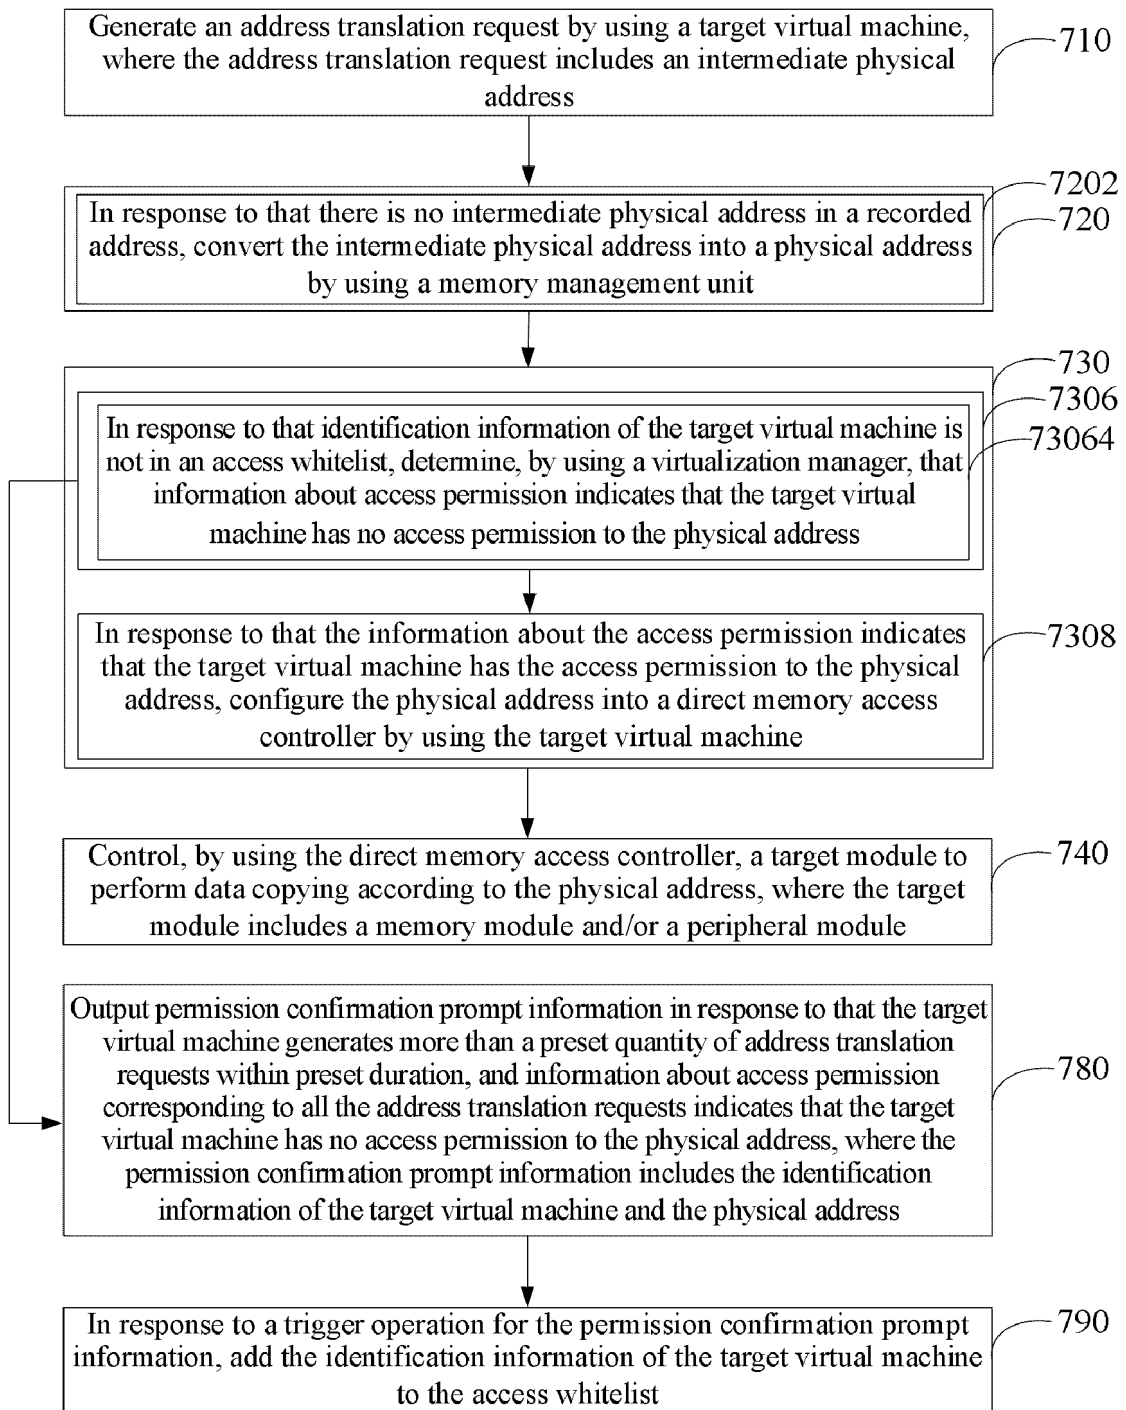 Generate an address translation request by using a target virtual machine,
where the address translation request includes an intermediate physical
address
710
7202
In response to that there is no intermediate physical address in a recorded
address, convert the intermediate physical address into a physical address
by using a memory management unit
720
730
7306
73064
In response to that identification information of the target virtual machine is
not in an access whitelist, determine, by using a virtualization manager, that
information about access permission indicates that the target virtual
machine has no access permission to the physical address
In response to that the information about the access permission indicates
that the target virtual machine has the access permission to the physical
address, configure the physical address into a direct memory access
controller by using the target virtual machine
7308
Control, by using the direct memory access controller, a target module to
perform data copying according to the physical address, where the target
module includes a memory module and/or a peripheral module
740
Output permission confirmation prompt information in response to that the target
virtual machine generates more than a preset quantity of address translation
requests within preset duration, and information about access permission
corresponding to all the address translation requests indicates that the target
virtual machine has no access permission to the physical address, where the
permission confirmation prompt information includes the identification
information of the target virtual machine and the physical address
780
In response to a trigger operation for the permission confirmation prompt
information, add the identification information of the target virtual machine
to the access whitelist
790